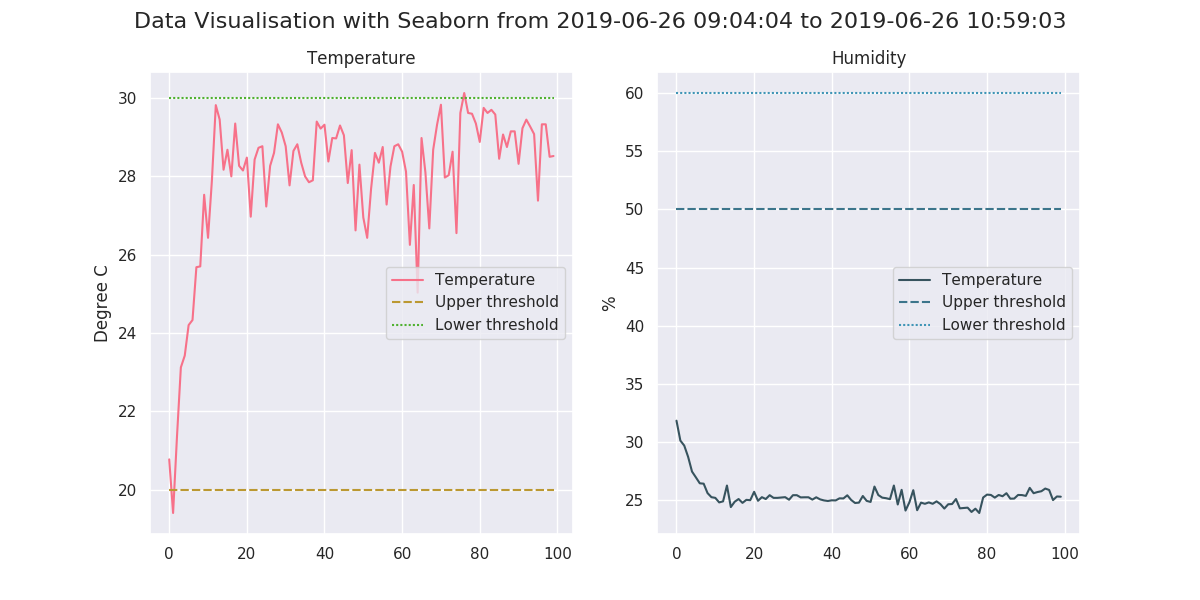 Data Visualisation with Seaborn from 2019-06-26 09:04:04 to 2019-06-26 10:59:03
Temperature
Degree C
30
28
26
24
22
20
0 20 40 60 80 100
Temperature
Upper threshold
Lower threshold
Humidity
%
60
55
50
45
40
35
30
25
0 20 40 60 80 100
Temperature
Upper threshold
Lower threshold